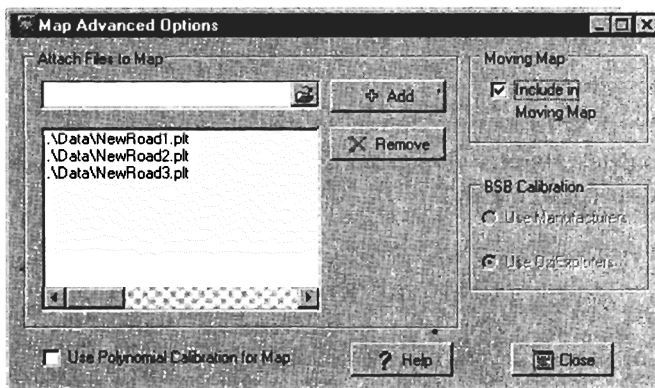 Map Advanced Options
Attach Files to Map
Add
Remove
.\Data\NewRoad1.plt
.\Data\NewRoad2.plt
.\Data\NewRoad3.plt
Moving Map
Include in
Moving Map
BSB Calibration
Use Manufacturers
Use OziExplorers
Use Polynomial Calibration for Map
? Help
Close